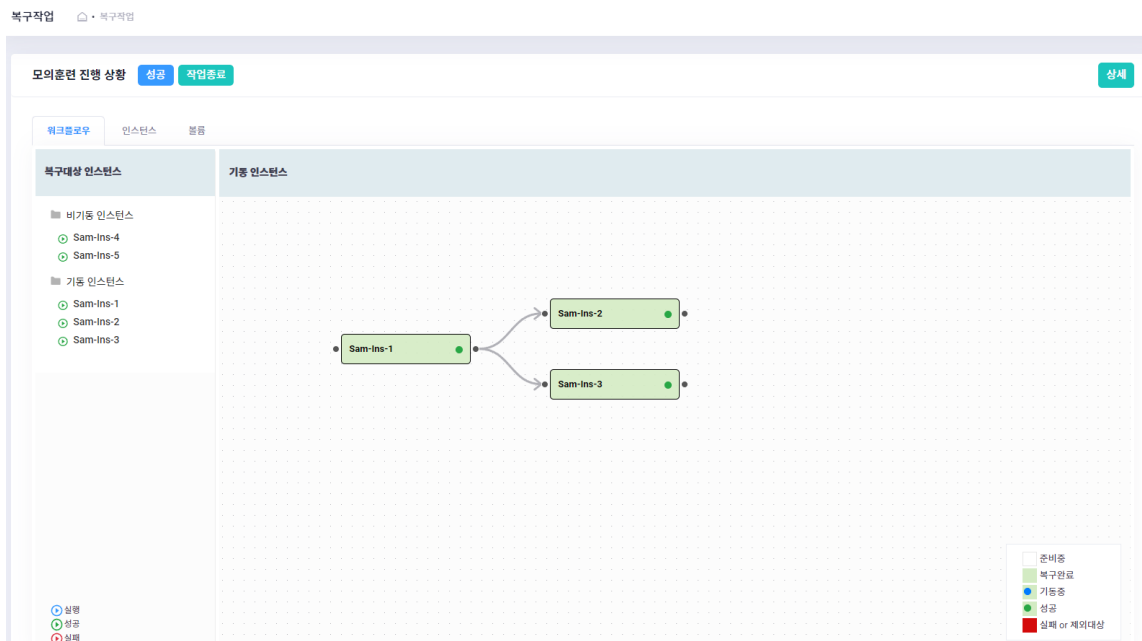 복구작업 • 복구작업
모의훈련 진행 상황 성공 작업종료 상세
워크플로우 인스턴스 볼륨
복구대상 인스턴스
비기동 인스턴스
Sam-Ins-4
Sam-Ins-5
기동 인스턴스
Sam-Ins-1
Sam-Ins-2
Sam-Ins-3
실행
성공
실패
기동 인스턴스
Sam-Ins-1
Sam-Ins-2
Sam-Ins-3
준비중
복구완료
기동중
성공
실패 or 제외대상